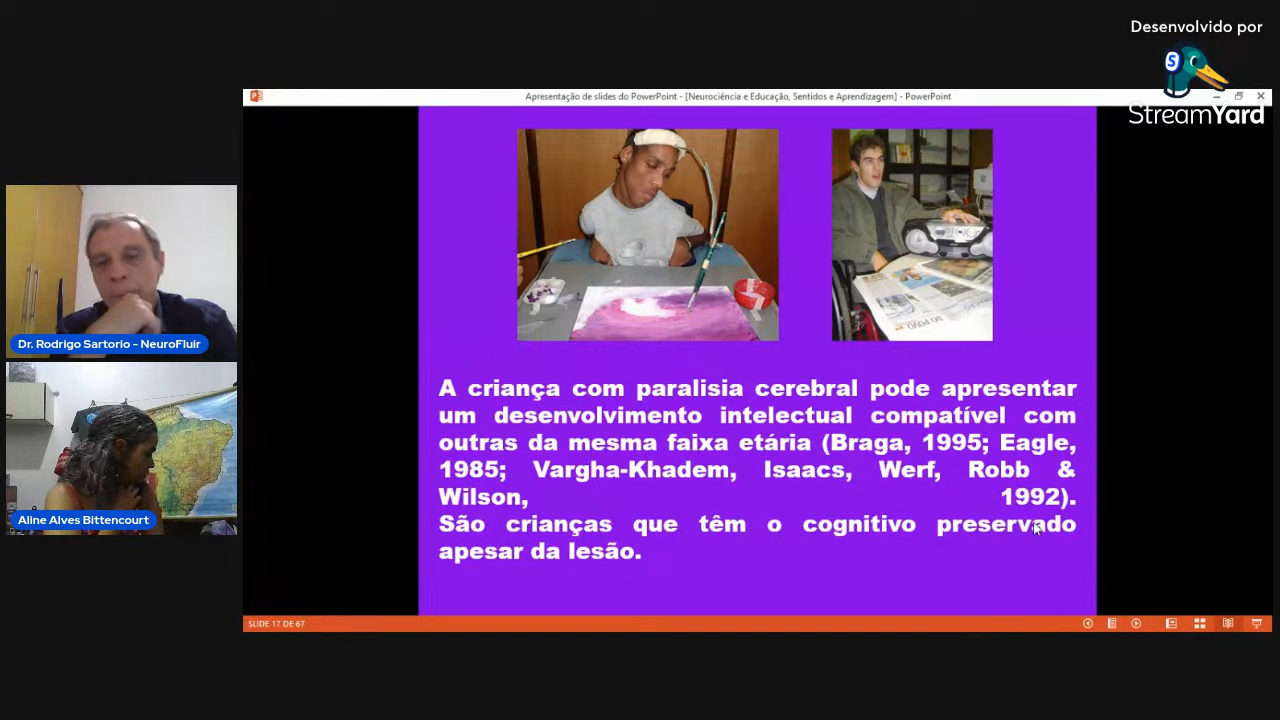 Desenvolvido por
StreamYard
Apresentação de slides do PowerPoint - [Neurociência e Educação, Sentidos e Aprendizagem] - PowerPoint
A criança com paralisia cerebral pode apresentar
um desenvolvimento intelectual compatível com
outras da mesma faixa etária (Braga, 1995; Eagle,
1985; Vargha-Khadem, Isaacs, Werf, Robb &
Wilson, 1992).
São crianças que têm o cognitivo preservado
apesar da lesão.
Dr. Rodrigo Sartorio - NeuroFluir
Aline Alves Bittencourt
SLIDE 17 DE 67